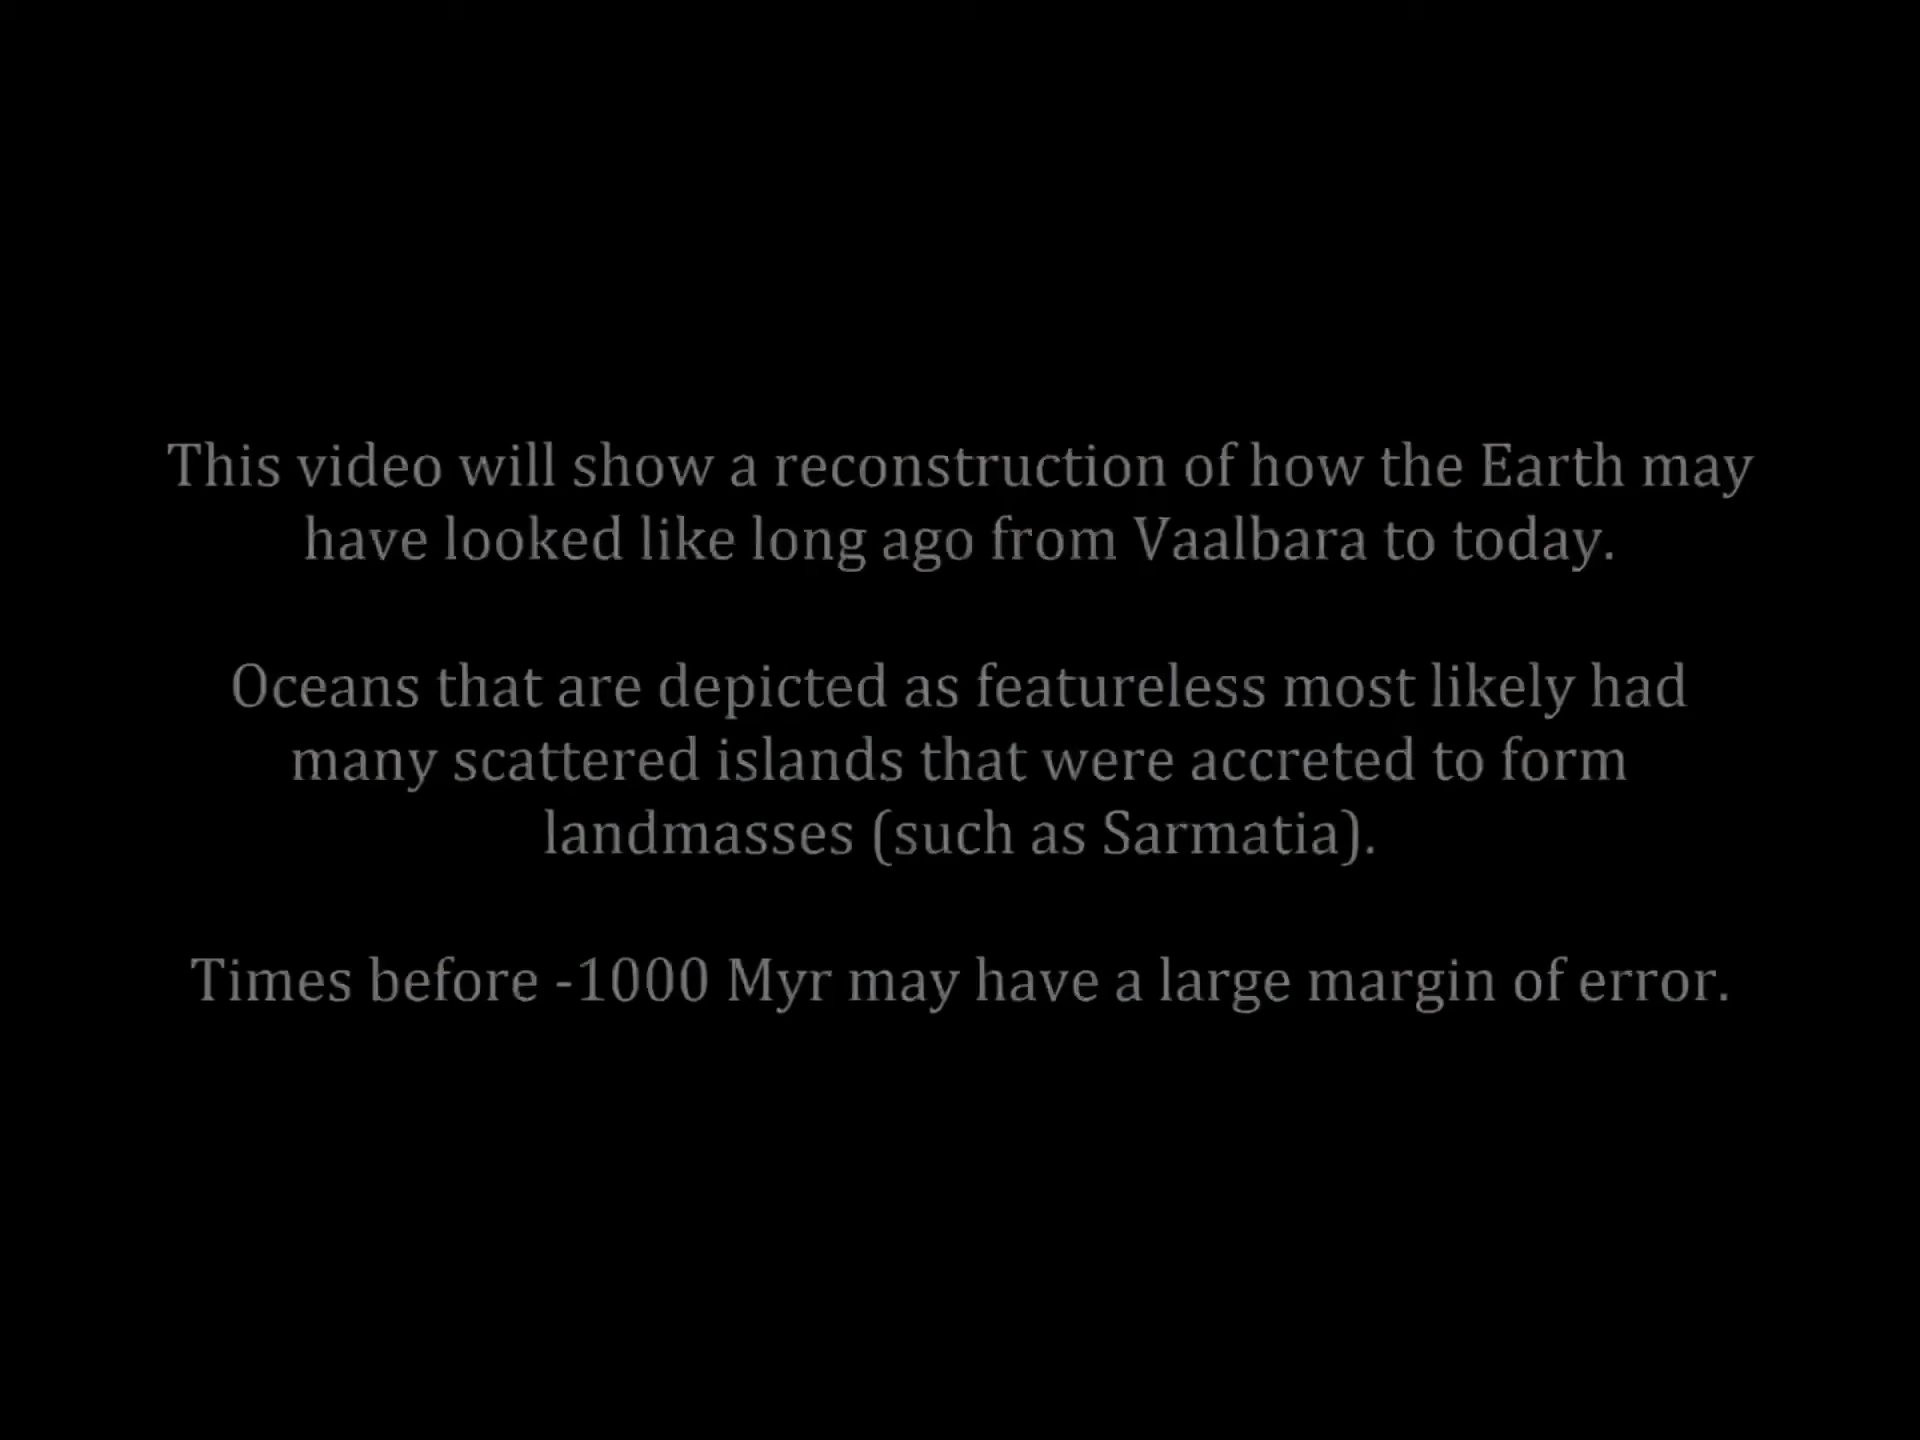 This video will show a reconstruction of how the Earth may
have looked like long ago from Vaalbara to today.
Oceans that are depicted as featureless most likely had
many scattered islands that were accreted to form
landmasses (such as Sarmatia).
Times before -1000 Myr may have a large margin of error.